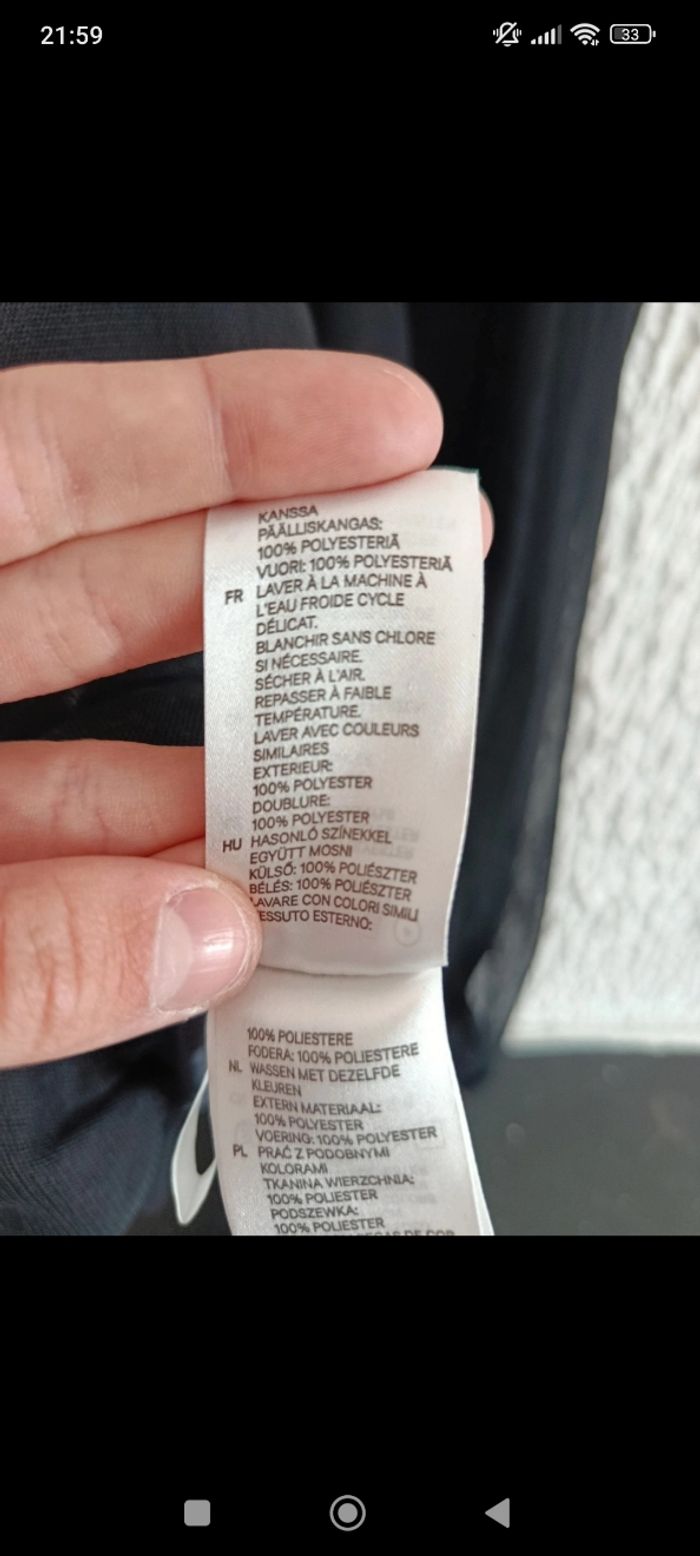 21:59
33
KANSSA
PÄÄLLISKANGAS:
100% POLYESTERIÄ
VUORI: 100% POLYESTERIÄ
FR LAVER À LA MACHINE À
L'EAU FROIDE CYCLE
DÉLICAT.
BLANCHIR SANS CHLORE
SI NÉCESSAIRE.
SÉCHER À L'AIR.
REPASSER À FAIBLE
TEMPÉRATURE.
LAVER AVEC COULEURS
SIMILAIRES
EXTERIEUR:
100% POLYESTER
DOUBLURE:
100% POLYESTER
HU HASONLÓ SZÍNEKKEL
EGYÜTT MOSNI
KÜLSŐ: 100% POLIÉSZTER
BÉLÉS: 100% POLIÉSZTER
LAVARE CON COLORI SIMILI
TESSUTO ESTERNO:
100% POLIESTERE
FODERA: 100% POLIESTERE
NL WASSEN MET DEZELFDE
KLEUREN
EXTERN MATERIAAL:
100% POLYESTER
VOERING: 100% POLYESTER
PL PRAĆ Z PODOBNYMI
KOLORAMI
TKANINA WIERZCHNIA:
100% POLIESTER
PODSZEWKA:
100% POLIESTER